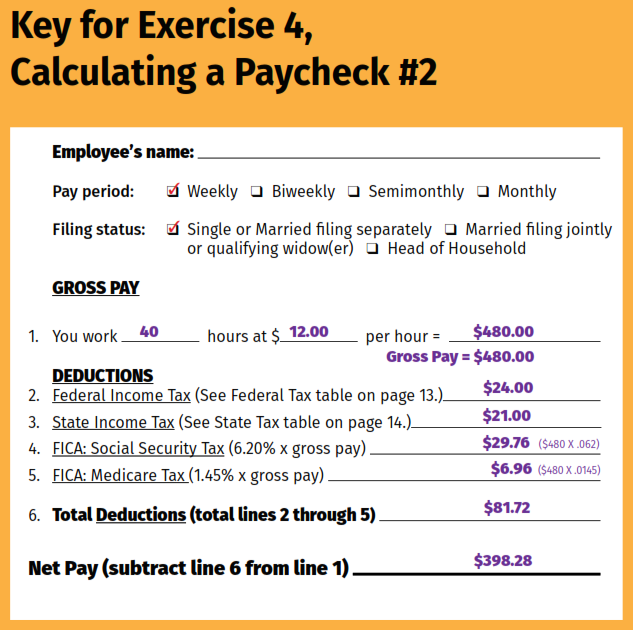 Key for Exercise 4,
Calculating a Paycheck #2
Employee's name:
Pay period: Weekly Biweekly Semimonthly Monthly
Filing status: Single or Married filing separately Married filing jointly
or qualifying widow(er) Head of Household
GROSS PAY
1. You work 40 hours at $ 12.00 per hour = $480.00
Gross Pay = $480.00
DEDUCTIONS
2. Federal Income Tax (See Federal Tax table on page 13.) $24.00
3. State Income Tax (See State Tax table on page 14.) $21.00
4. FICA: Social Security Tax (6.20% x gross pay) $29.76 ($480 X .062)
5. FICA: Medicare Tax (1.45% x gross pay) $6.96 ($480 X .0145)
6. Total Deductions (total lines 2 through 5) $81.72
Net Pay (subtract line 6 from line 1) $398.28